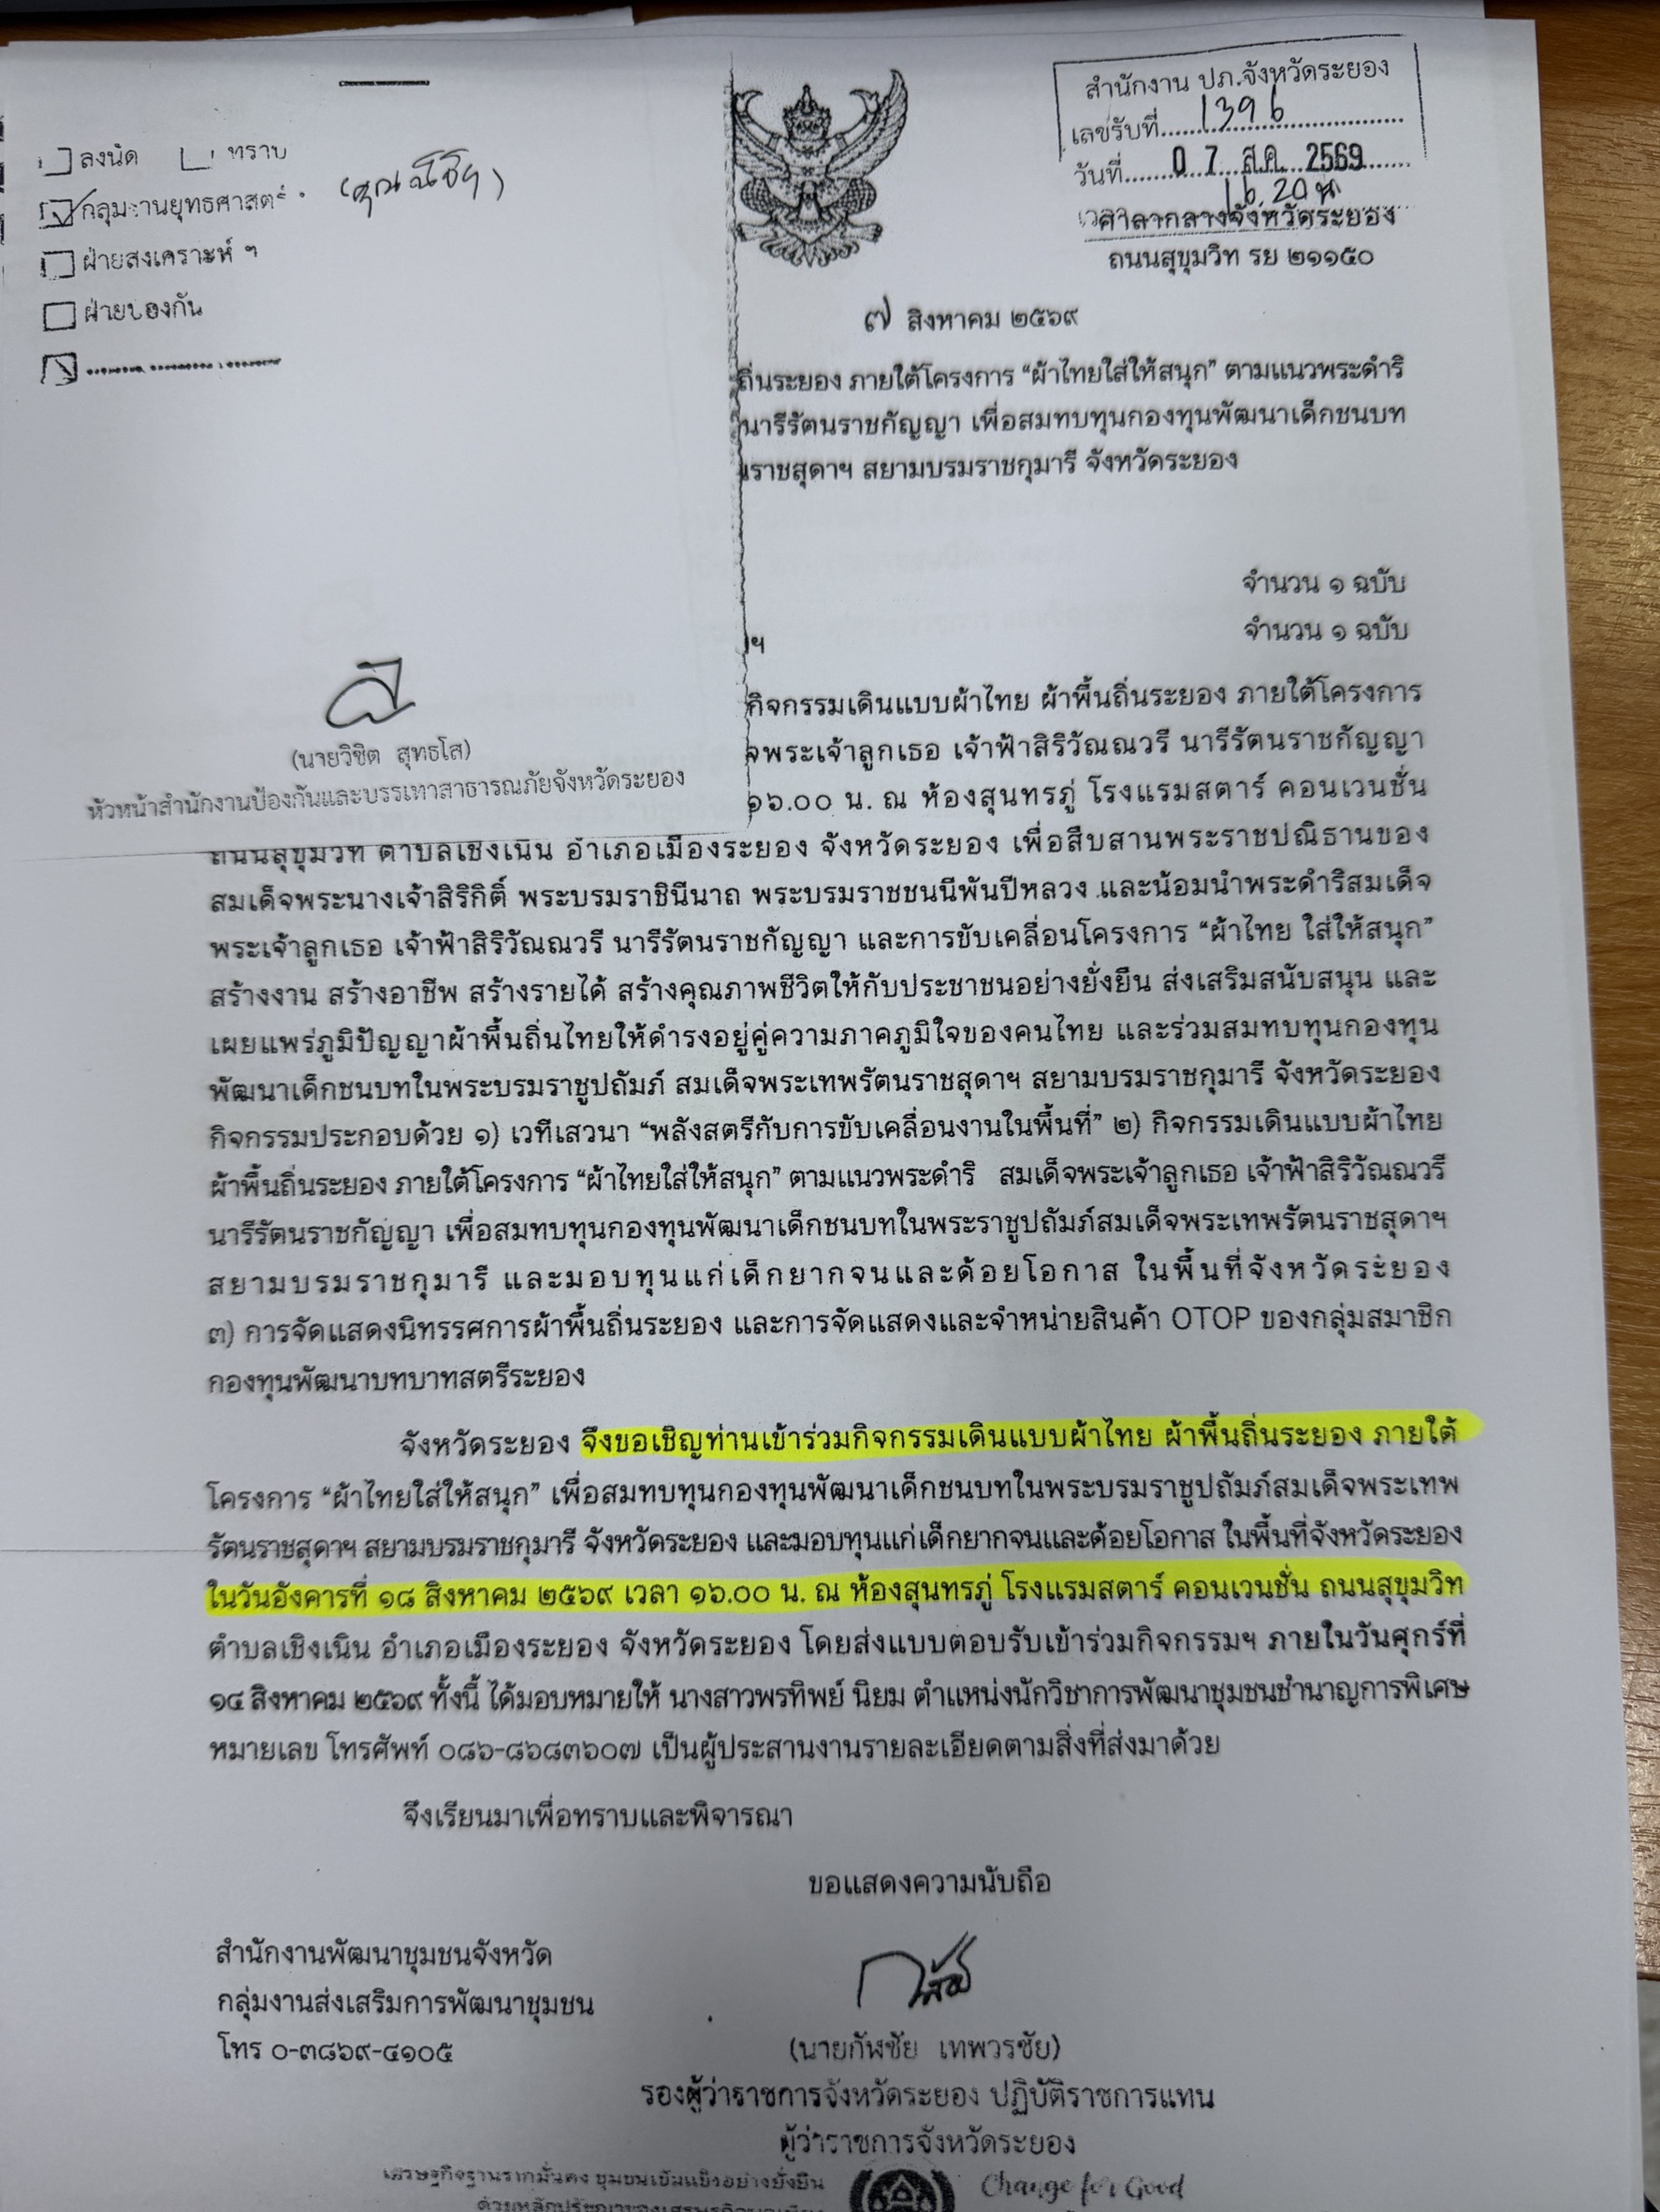 สำนักงาน ปภ.จังหวัดระยอง
เลขรับที่ 1396
วันที่ 07 ส.ค. 2569
16.20 น
ศาลากลางจังหวัดระยอง
ถนนสุขุมวิท รย ๒๑๑๕๐
ลงนัด ทราบ
กลุ่มงานยุทธศาสตร์
ฝ่ายสงเคราะห์ ฯ
ฝ่ายป้องกัน
๗ สิงหาคม ๒๕๖๙
ถิ่นระยอง ภายใต้โครงการ “ผ้าไทยใส่ให้สนุก” ตามแนวพระดำริ
นารีรัตนราชกัญญา เพื่อสมทบทุนกองทุนพัฒนาเด็กชนบท
ราชสุดาฯ สยามบรมราชกุมารี จังหวัดระยอง
จำนวน ๑ ฉบับ
จำนวน ๑ ฉบับ
ฯ
(นายวิชิต สุทธโส)
หัวหน้าสำนักงานป้องกันและบรรเทาสาธารณภัยจังหวัดระยอง
กิจกรรมเดินแบบผ้าไทย ผ้าพื้นถิ่นระยอง ภายใต้โครงการ
จพระเจ้าลูกเธอ เจ้าฟ้าสิริวัณณวรี นารีรัตนราชกัญญา
๑๖.๐๐ น. ณ ห้องสุนทรภู่ โรงแรมสตาร์ คอนเวนชั่น
ถนนสุขุมวิท ตำบลเชิงเนิน อำเภอเมืองระยอง จังหวัดระยอง เพื่อสืบสานพระราชปณิธานของ
สมเด็จพระนางเจ้าสิริกิติ์ พระบรมราชินีนาถ พระบรมราชชนนีพันปีหลวง และน้อมนำพระดำริสมเด็จ
พระเจ้าลูกเธอ เจ้าฟ้าสิริวัณณวรี นารีรัตนราชกัญญา และการขับเคลื่อนโครงการ “ผ้าไทย ใส่ให้สนุก”
สร้างงาน สร้างอาชีพ สร้างรายได้ สร้างคุณภาพชีวิตให้กับประชาชนอย่างยั่งยืน ส่งเสริมสนับสนุน และ
เผยแพร่ภูมิปัญญาผ้าพื้นถิ่นไทยให้ดำรงอยู่คู่ความภาคภูมิใจของคนไทย และร่วมสมทบทุนกองทุน
พัฒนาเด็กชนบทในพระบรมราชูปถัมภ์ สมเด็จพระเทพรัตนราชสุดาฯ สยามบรมราชกุมารี จังหวัดระยอง
กิจกรรมประกอบด้วย ๑) เวทีเสวนา “พลังสตรีกับการขับเคลื่อนงานในพื้นที่” ๒) กิจกรรมเดินแบบผ้าไทย
ผ้าพื้นถิ่นระยอง ภายใต้โครงการ “ผ้าไทยใส่ให้สนุก” ตามแนวพระดำริ สมเด็จพระเจ้าลูกเธอ เจ้าฟ้าสิริวัณณวรี
นารีรัตนราชกัญญา เพื่อสมทบทุนกองทุนพัฒนาเด็กชนบทในพระราชูปถัมภ์สมเด็จพระเทพรัตนราชสุดาฯ
สยามบรมราชกุมารี และมอบทุนแก่เด็กยากจนและด้อยโอกาส ในพื้นที่จังหวัดระยอง
๓) การจัดแสดงนิทรรศการผ้าพื้นถิ่นระยอง และการจัดแสดงและจำหน่ายสินค้า OTOP ของกลุ่มสมาชิก
กองทุนพัฒนาบทบาทสตรีระยอง
จังหวัดระยอง จึงขอเชิญท่านเข้าร่วมกิจกรรมเดินแบบผ้าไทย ผ้าพื้นถิ่นระยอง ภายใต้
โครงการ “ผ้าไทยใส่ให้สนุก” เพื่อสมทบทุนกองทุนพัฒนาเด็กชนบทในพระบรมราชูปถัมภ์สมเด็จพระเทพ
รัตนราชสุดาฯ สยามบรมราชกุมารี จังหวัดระยอง และมอบทุนแก่เด็กยากจนและด้อยโอกาส ในพื้นที่จังหวัดระยอง
ในวันอังคารที่ ๑๘ สิงหาคม ๒๕๖๙ เวลา ๑๖.๐๐ น. ณ ห้องสุนทรภู่ โรงแรมสตาร์ คอนเวนชั่น ถนนสุขุมวิท
ตำบลเชิงเนิน อำเภอเมืองระยอง จังหวัดระยอง โดยส่งแบบตอบรับเข้าร่วมกิจกรรมฯ ภายในวันศุกร์ที่
๑๔ สิงหาคม ๒๕๖๙ ทั้งนี้ ได้มอบหมายให้ นางสาวพรทิพย์ นิยม ตำแหน่งนักวิชาการพัฒนาชุมชนชำนาญการพิเศษ
หมายเลข โทรศัพท์ ๐๘๖-๘๖๘๓๖๐๗ เป็นผู้ประสานงานรายละเอียดตามสิ่งที่ส่งมาด้วย
จึงเรียนมาเพื่อทราบและพิจารณา
ขอแสดงความนับถือ
สำนักงานพัฒนาชุมชนจังหวัด
กลุ่มงานส่งเสริมการพัฒนาชุมชน
โทร ๐-๓๘๖๙-๔๑๐๕
(นายกัฬชัย เทพวรชัย)
รองผู้ว่าราชการจังหวัดระยอง ปฏิบัติราชการแทน
ผู้ว่าราชการจังหวัดระยอง
เศรษฐกิจฐานรากมั่นคง ชุมชนเข้มแข็งอย่างยั่งยืน
Change for Good